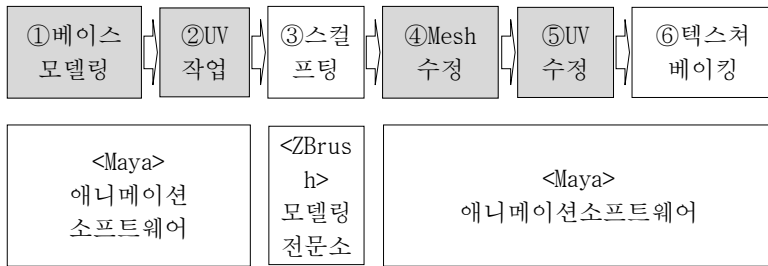 ①베이스
모델링
②UV
작업
③스컬
프팅
④Mesh
수정
⑤UV
수정
⑥텍스쳐
베이킹
<Maya>
애니메이션
소프트웨어
<ZBrus
h>
모델링
전문소
<Maya>
애니메이션소프트웨어